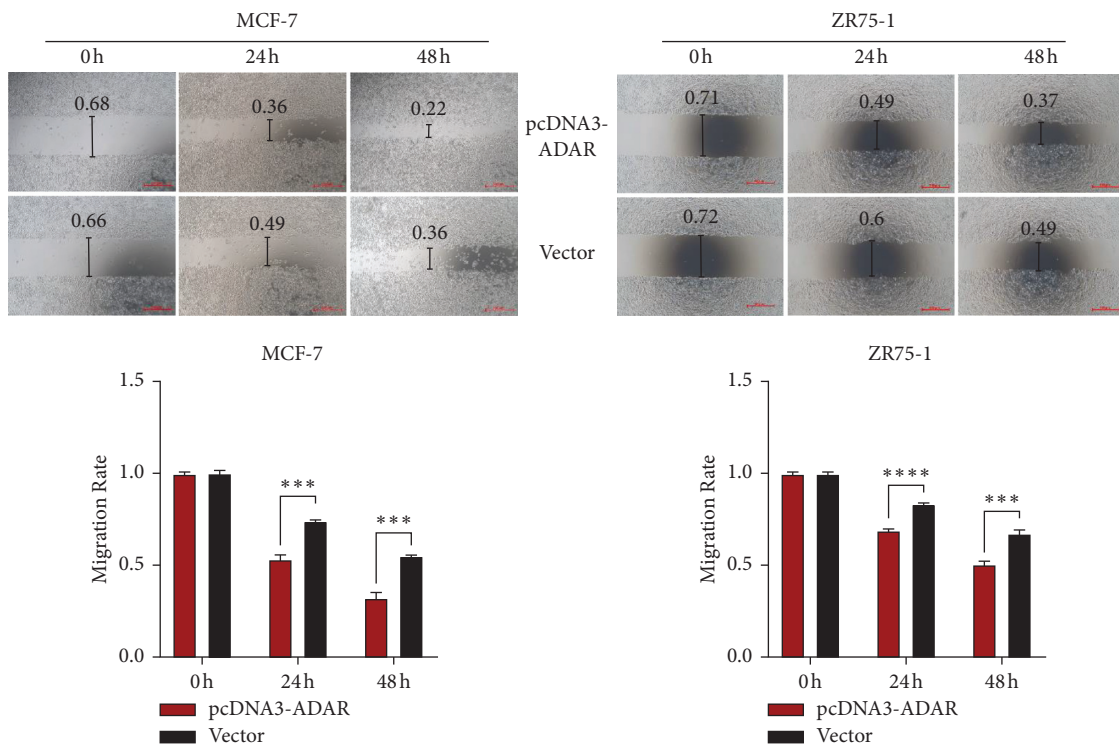 MCF-7
0h 24h 48h
0.68 0.36 0.22
pcDNA3-
ADAR
0.66 0.49 0.36
Vector
ZR75-1
0h 24h 48h
0.71 0.49 0.37
0.72 0.6 0.49
MCF-7
Migration Rate
1.5
1.0
0.5
0.0
***
***
0h 24h 48h
pcDNA3-ADAR
Vector
ZR75-1
Migration Rate
1.5
1.0
0.5
0.0
****
***
0h 24h 48h
pcDNA3-ADAR
Vector